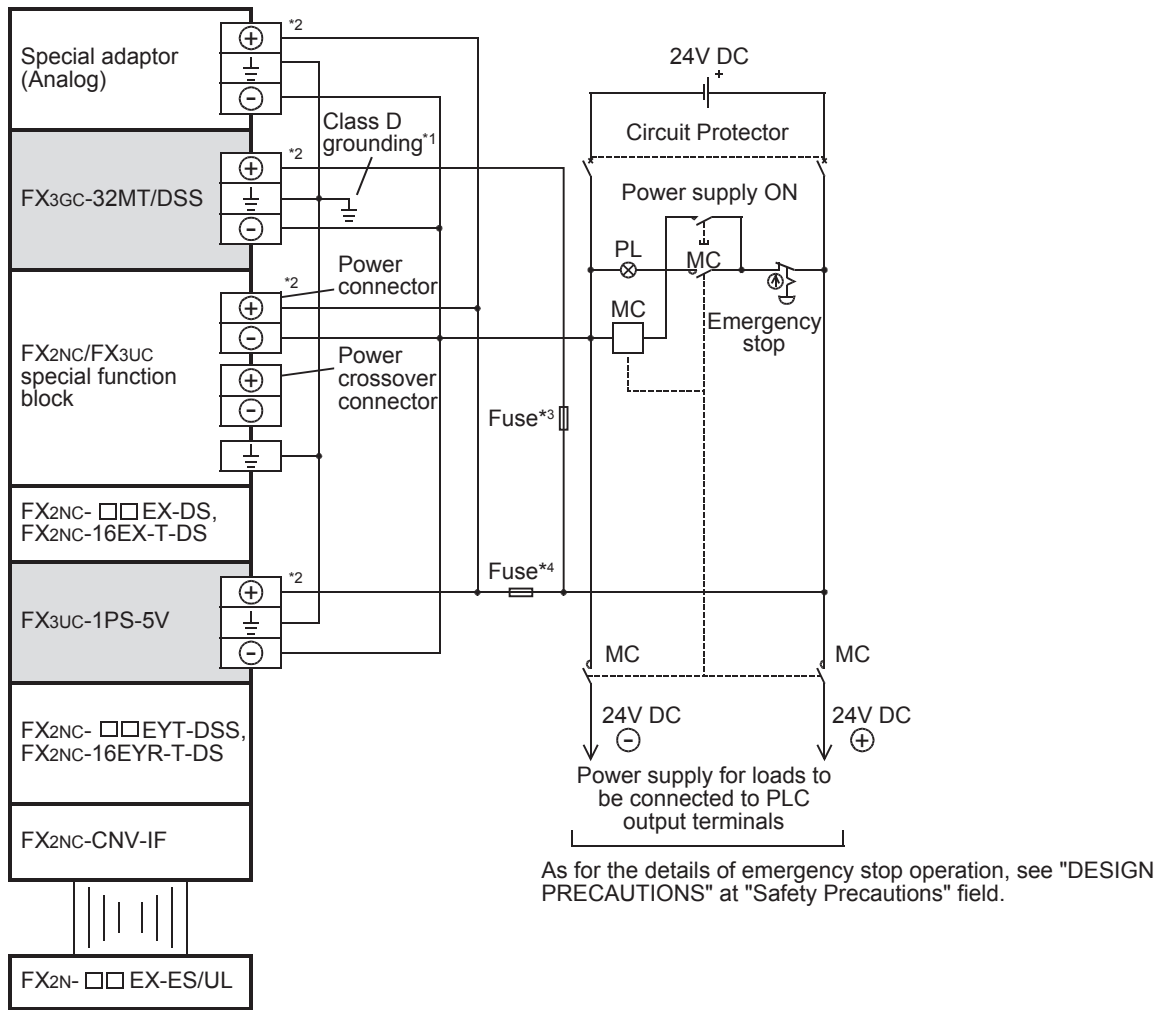 Special adaptor
(Analog)
*2
Class D
grounding*1
*2
FX3GC-32MT/DSS
*2
Power
connector
FX2NC/FX3UC
special function
block
Power
crossover
connector
FX2NC- □□EX-DS,
FX2NC-16EX-T-DS
*2
FX3UC-1PS-5V
FX2NC- □□EYT-DSS,
FX2NC-16EYR-T-DS
FX2NC-CNV-IF
FX2N- □□ EX-ES/UL
Fuse*3
Fuse*4
24V DC
+
Circuit Protector
Power supply ON
PL
MC
MC
Emergency
stop
MC
MC
24V DC
24V DC
Power supply for loads to
be connected to PLC
output terminals
As for the details of emergency stop operation, see "DESIGN
PRECAUTIONS" at "Safety Precautions" field.